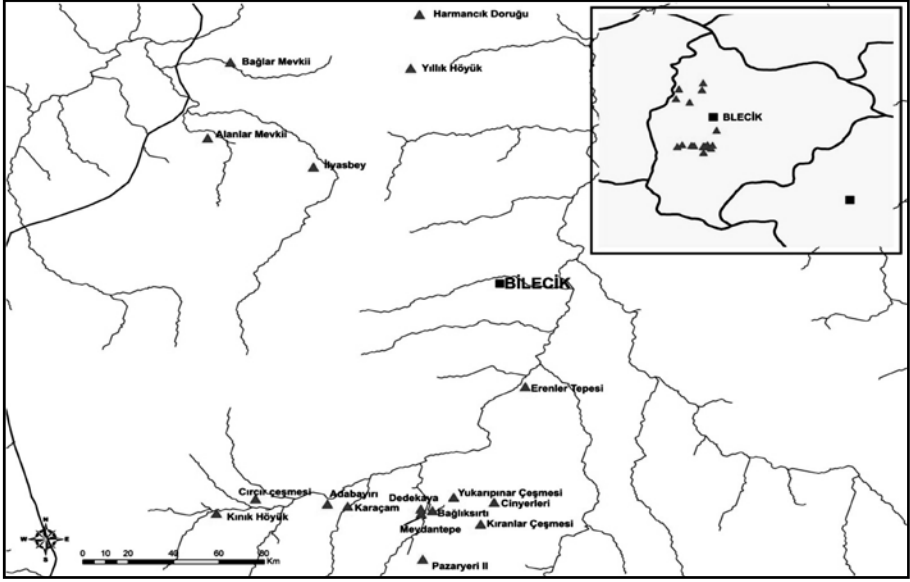 Harmancık Doruğu
Bağlar Mevkii
Yıllık Höyük
BLECİK
Alanlar Mevkii
İlyasbey
BİLECİK
Erenler Tepesi
Cırcır çeşmesi
Adabayırı
Dedekaya
Yukarıpınar Çeşmesi
Karaçam
Cinyerleri
Kınık Höyük
Bağlıksırtı
Meydantepe
Kıranlar Çeşmesi
N
W E
S
0 5 10 20 40 60 80
Km
Pazaryeri II